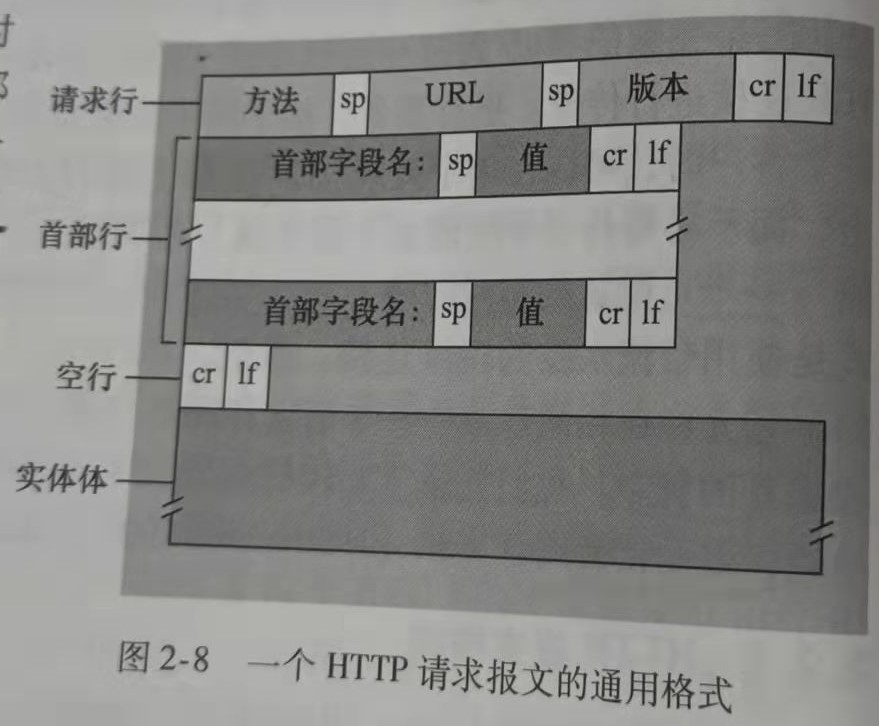 请求行 方法 sp URL sp 版本 cr lf
首部字段名： sp 值 cr lf
首部行
首部字段名： sp 值 cr lf
空行 cr lf
实体体
图 2-8 一个 HTTP 请求报文的通用格式